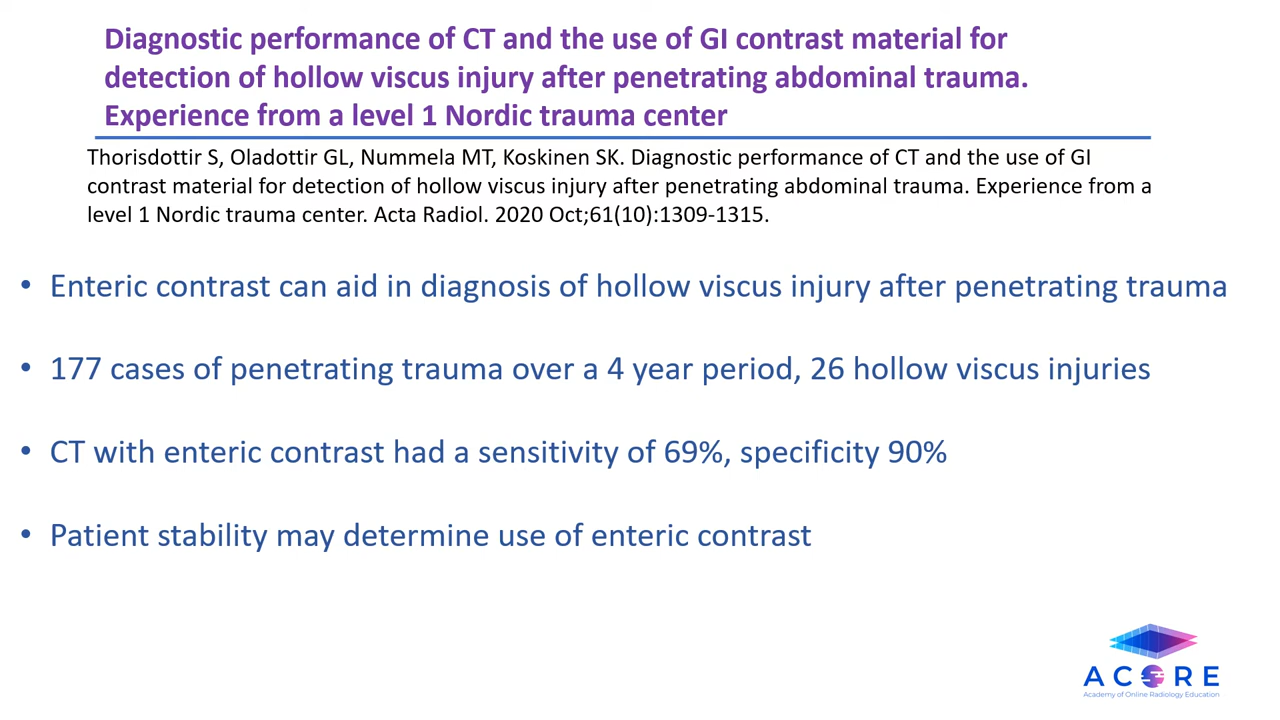 Diagnostic performance of CT and the use of GI contrast material for
detection of hollow viscus injury after penetrating abdominal trauma.
Experience from a level 1 Nordic trauma center
Thorisdottir S, Oladottir GL, Nummela MT, Koskinen SK. Diagnostic performance of CT and the use of GI
contrast material for detection of hollow viscus injury after penetrating abdominal trauma. Experience from a
level 1 Nordic trauma center. Acta Radiol. 2020 Oct;61(10):1309-1315.
• Enteric contrast can aid in diagnosis of hollow viscus injury after penetrating trauma
• 177 cases of penetrating trauma over a 4 year period, 26 hollow viscus injuries
• CT with enteric contrast had a sensitivity of 69%, specificity 90%
• Patient stability may determine use of enteric contrast
ACORE
Academy of Online Radiology Education